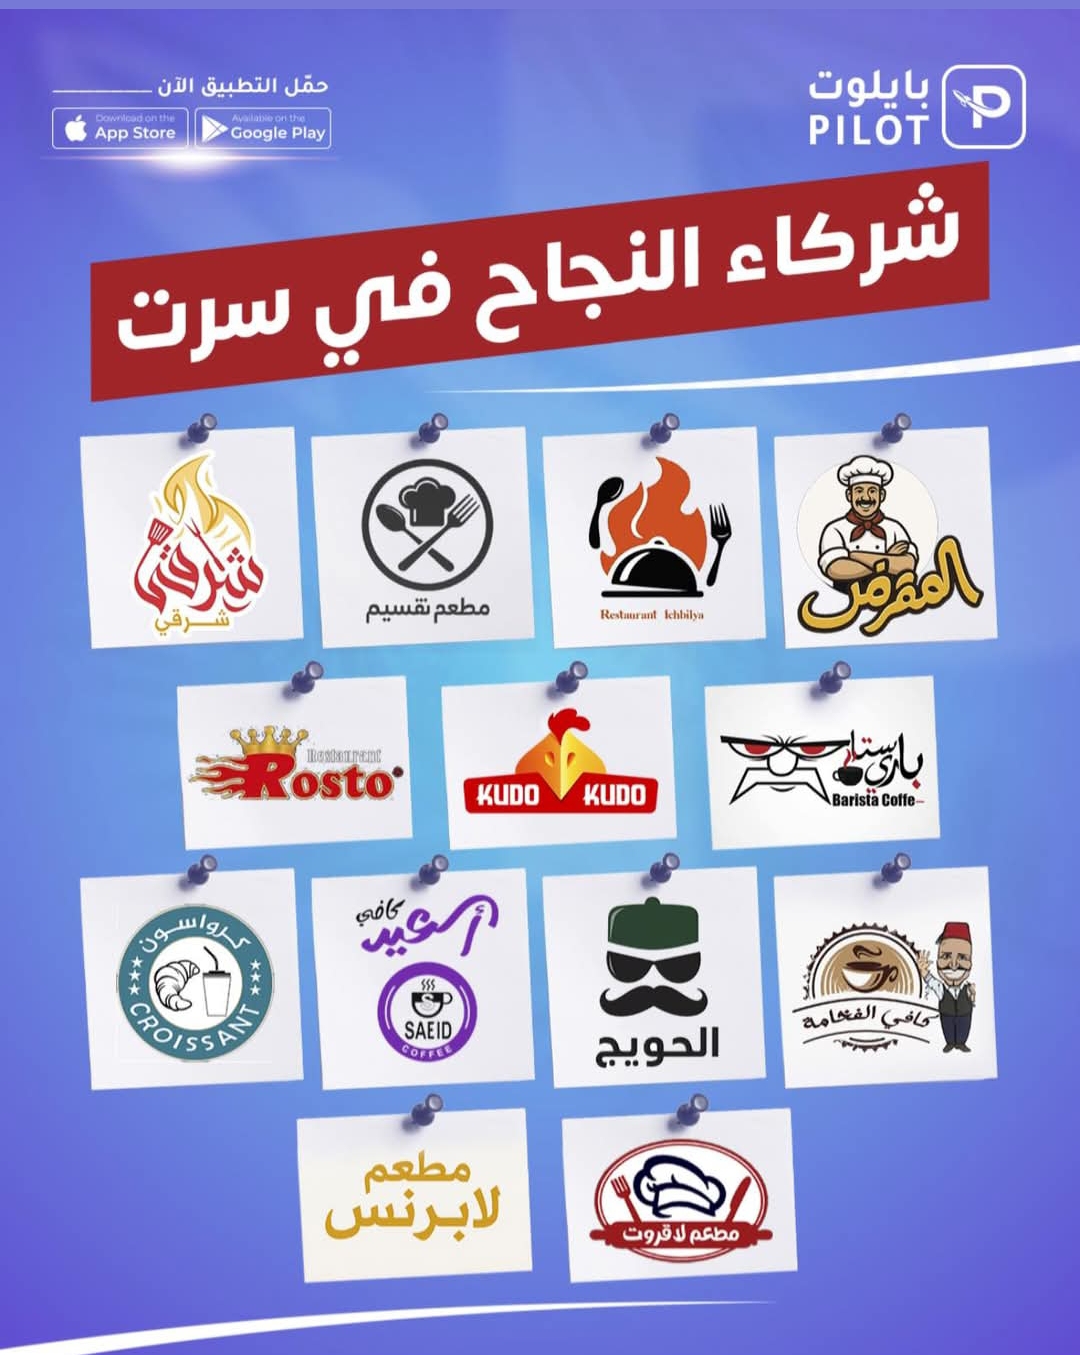 حمّل التطبيق الآن
Download on the
App Store
Available on the
Google Play
بايلوت
PILOT
شركاء النجاح في سرت
المقرض
Restaurant Ichbilya
مطعم تقسيم
شرقي
شرقي
باريستا
Barista Coffe
KUDO KUDO
Restaurant
Rosto
كافي الفخامة
الحويج
أسعيد
كافي
SAEID
COFFEE
كرواسون
CROISSANT
مطعم لاقروت
مطعم
لابرنس